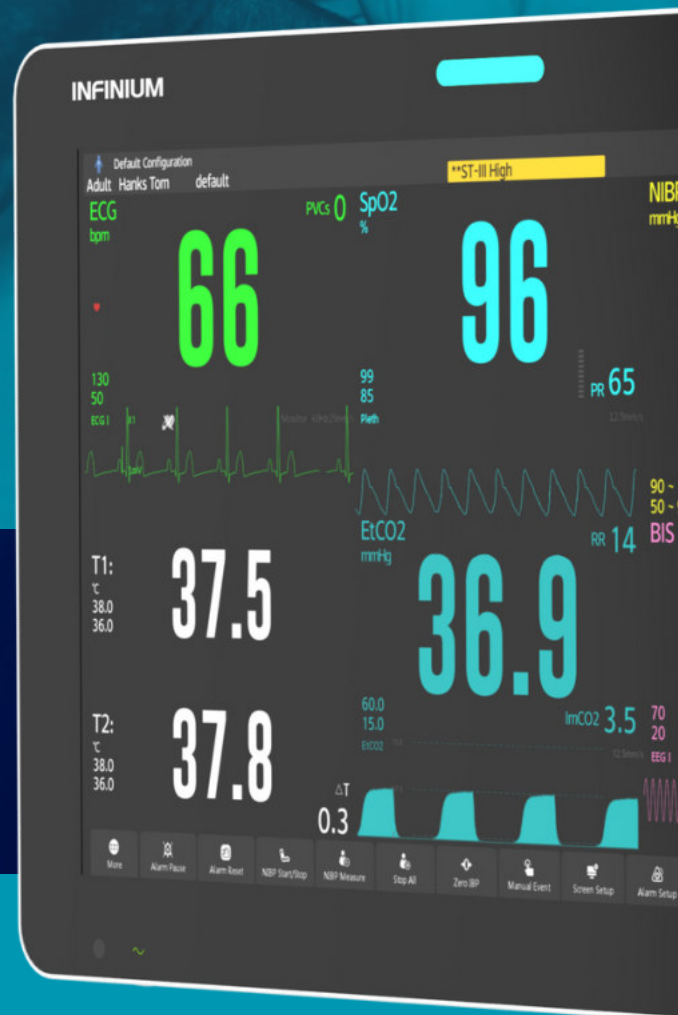 INFINIUM
Default Configuration
Adult Hanks Tom default
**ST-III High
ECG
bpm
PVCs 0
66
130
50
ECG I X1
SpO2
%
96
99
85
Pleth
PR 65
NIBP
mmHg
90 ~
50 ~
T1:
℃
38.0
36.0
37.5
EtCO2
mmHg
RR 14
36.9
60.0
15.0
EtCO2
ImCO2 3.5
BIS
70
20
EEG I
T2:
℃
38.0
36.0
37.8
△T
0.3
More
Alarm Pause
Alarm Reset
NIBP Start/Stop
NIBP Measure
Stop All
Zero IBP
Manual Event
Screen Setup
Alarm Setup